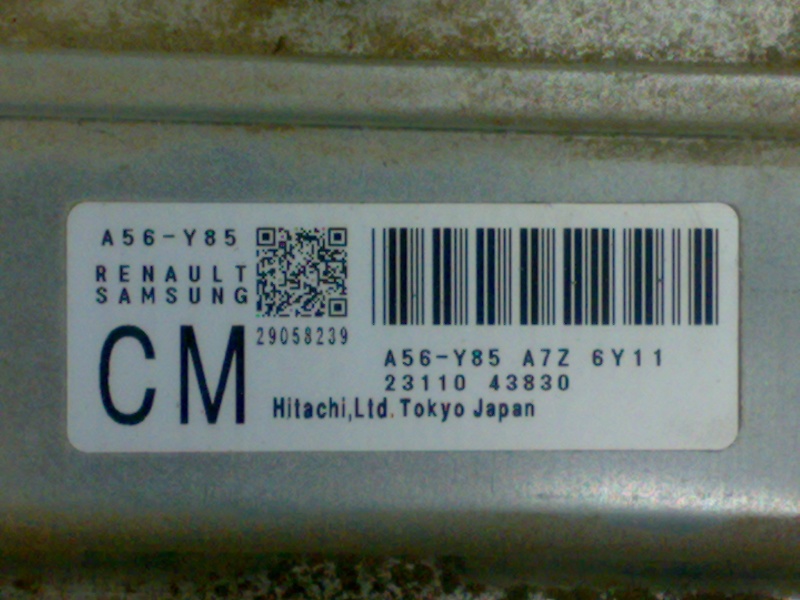 A56-Y85
RENAULT
SAMSUNG
CM
29058239
A56-Y85 A7Z 6Y11
23110 43830
Hitachi,Ltd.Tokyo Japan